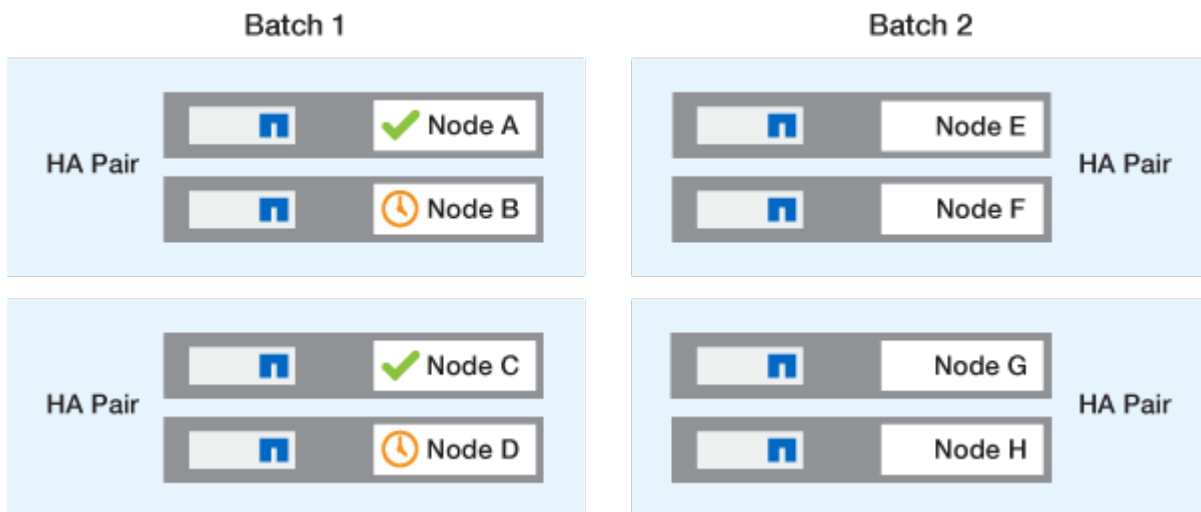 Batch 1
Batch 2
HA Pair
Node A
Node B
Node E
Node F
HA Pair
HA Pair
Node C
Node D
Node G
Node H
HA Pair